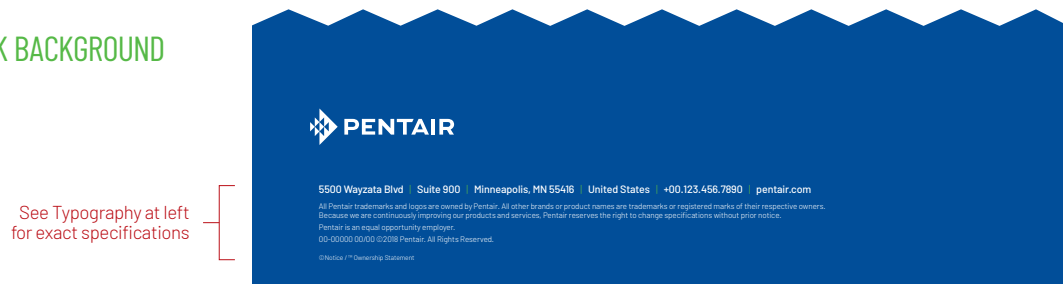 K BACKGROUND
PENTAIR
5500 Wayzata Blvd | Suite 900 | Minneapolis, MN 55416 | United States | +00.123.456.7890 | pentair.com
All Pentair trademarks and logos are owned by Pentair. All other brands or product names are trademarks or registered marks of their respective owners.
Because we are continuously improving our products and services, Pentair reserves the right to change specifications without prior notice.
Pentair is an equal opportunity employer.
00-00000 00/00 ©2018 Pentair. All Rights Reserved.
©Notice / ™ Ownership Statement
See Typography at left
for exact specifications